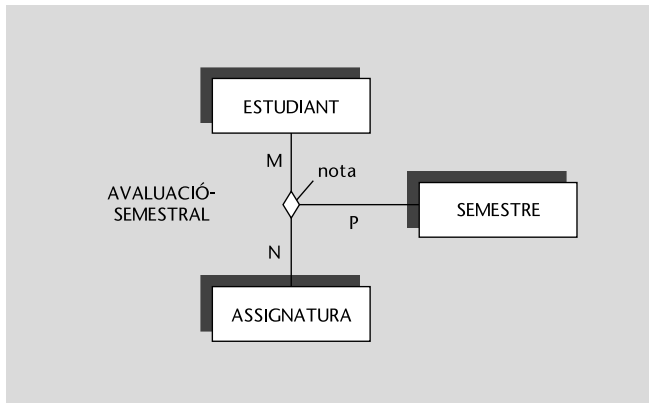 ESTUDIANT
M
nota
AVALUACIÓ-
SEMESTRAL
SEMESTRE
P
N
ASSIGNATURA